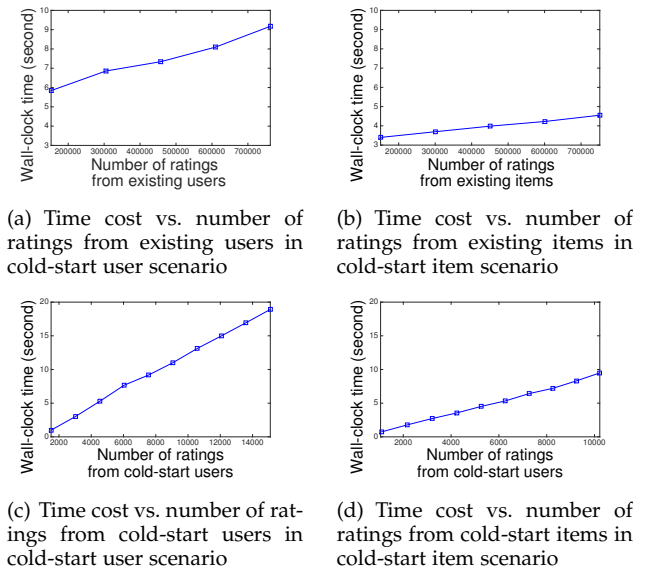 10
9
8
7
6
5
4
3
200000 300000 400000 500000 600000 700000
Wall-clock time (second)
Number of ratings
from existing users
10
9
8
7
6
5
4
3
200000 300000 400000 500000 600000 700000
Wall-clock time (second)
Number of ratings
from existing items
(a) Time cost vs. number of
ratings from existing users in
cold-start user scenario
(b) Time cost vs. number of
ratings from existing items in
cold-start item scenario
20
15
10
5
0
2000 4000 6000 8000 10000 12000 14000
Wall-clock time (second)
Number of ratings
from cold-start users
20
15
10
5
0
2000 4000 6000 8000 10000
Wall-clock time (second)
Number of ratings
from cold-start users
(c) Time cost vs. number of rat-
ings from cold-start users in
cold-start user scenario
(d) Time cost vs. number of
ratings from cold-start items in
cold-start item scenario